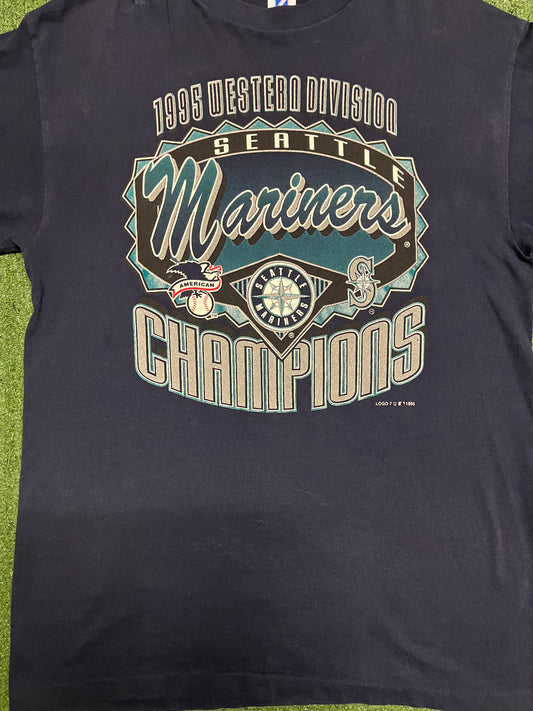 1995 WESTERN DIVISION
SEATTLE
Mariners
®
AMERICAN
SEATTLE
MARINERS
®
S
CHAMPIONS
LOGO 7 1995